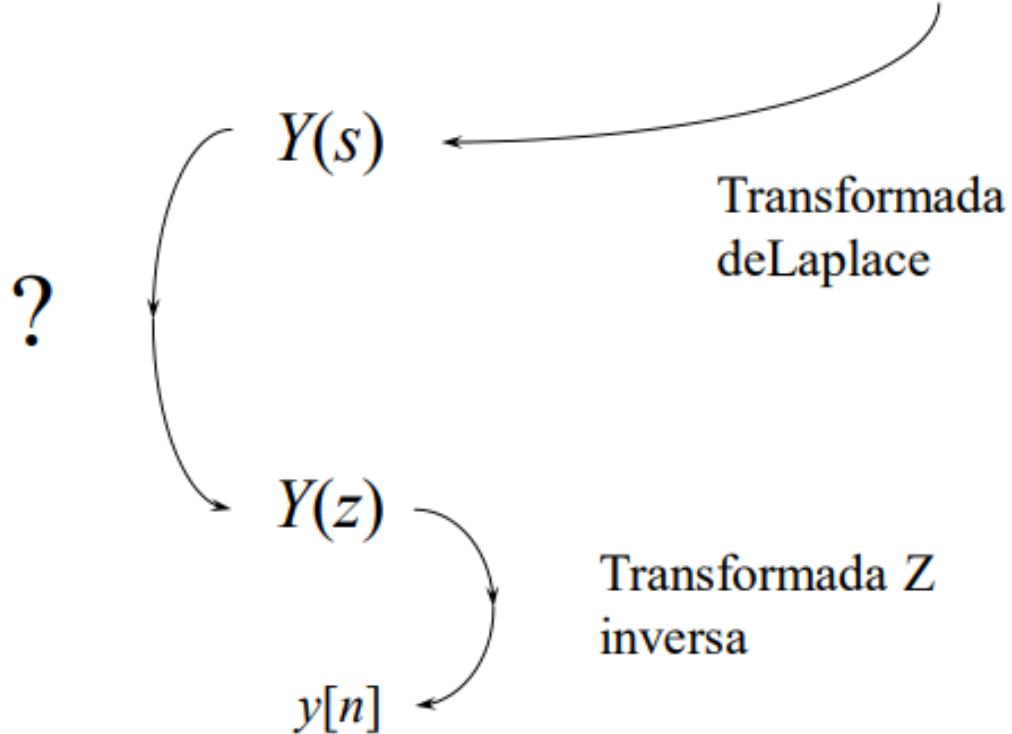 Y(s)
Transformada
deLaplace
?
Y(z)
Transformada Z
inversa
y[n]